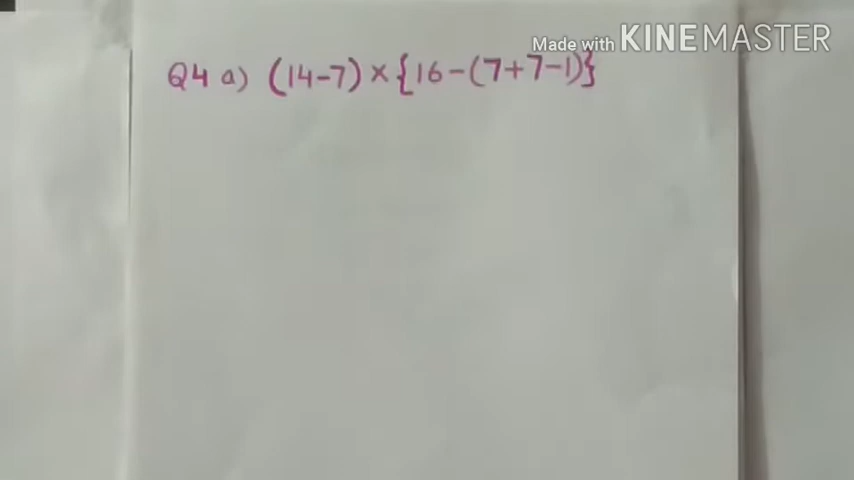 Made with KINEMASTER
Q4 a) (14-7) × {16-(7+7-1)}